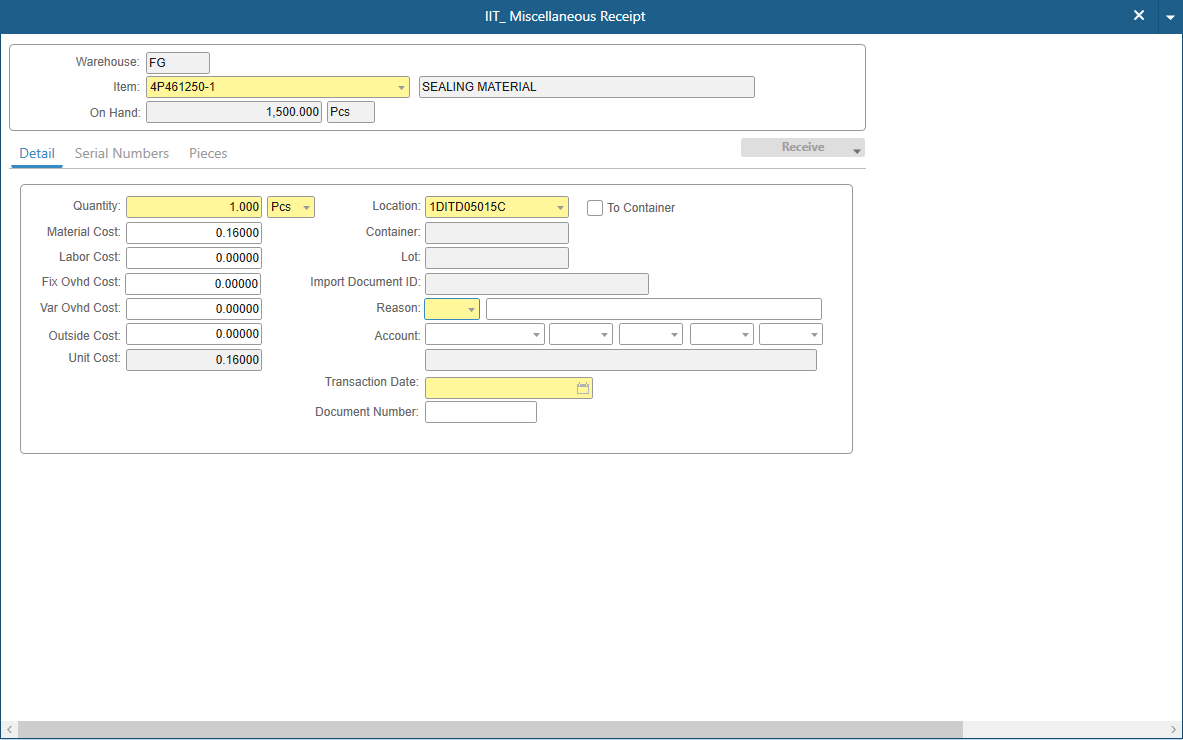 IIT_ Miscellaneous Receipt
Warehouse: FG
Item: 4P461250-1 SEALING MATERIAL
On Hand: 1,500.000 Pcs
Detail Serial Numbers Pieces Receive
Quantity: 1.000 Pcs Location: 1DITD05015C To Container
Material Cost: 0.16000 Container:
Labor Cost: 0.00000 Lot:
Fix Ovhd Cost: 0.00000 Import Document ID:
Var Ovhd Cost: 0.00000 Reason:
Outside Cost: 0.00000 Account:
Unit Cost: 0.16000
Transaction Date:
Document Number: